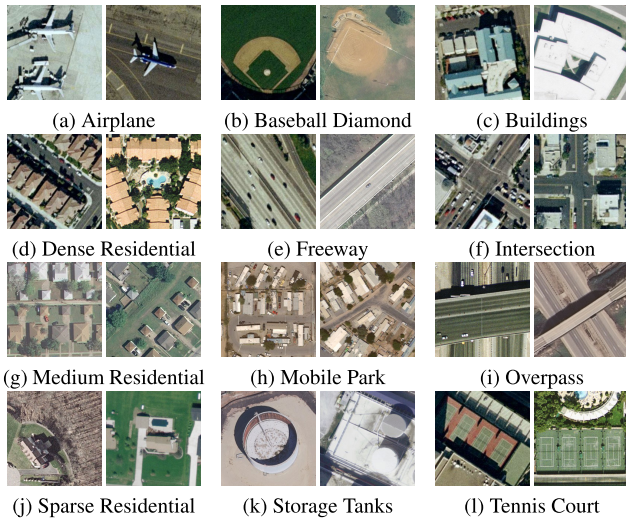 (a) Airplane
(b) Baseball Diamond
(c) Buildings
(d) Dense Residential
(e) Freeway
(f) Intersection
(g) Medium Residential
(h) Mobile Park
(i) Overpass
(j) Sparse Residential
(k) Storage Tanks
(l) Tennis Court